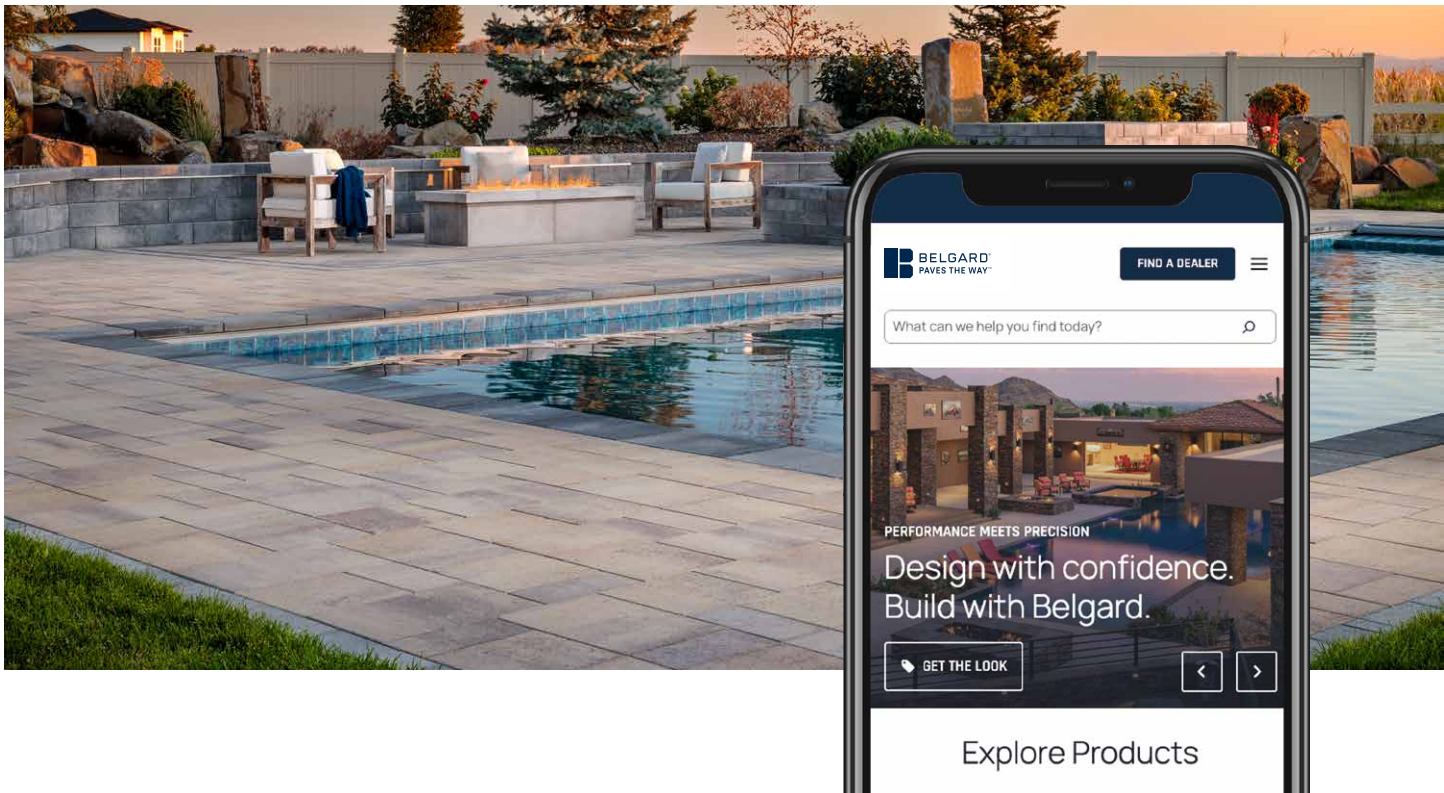 BELGARD®
PAVES THE WAY™
FIND A DEALER
What can we help you find today?
PERFORMANCE MEETS PRECISION
Design with confidence.
Build with Belgard.
GET THE LOOK
Explore Products